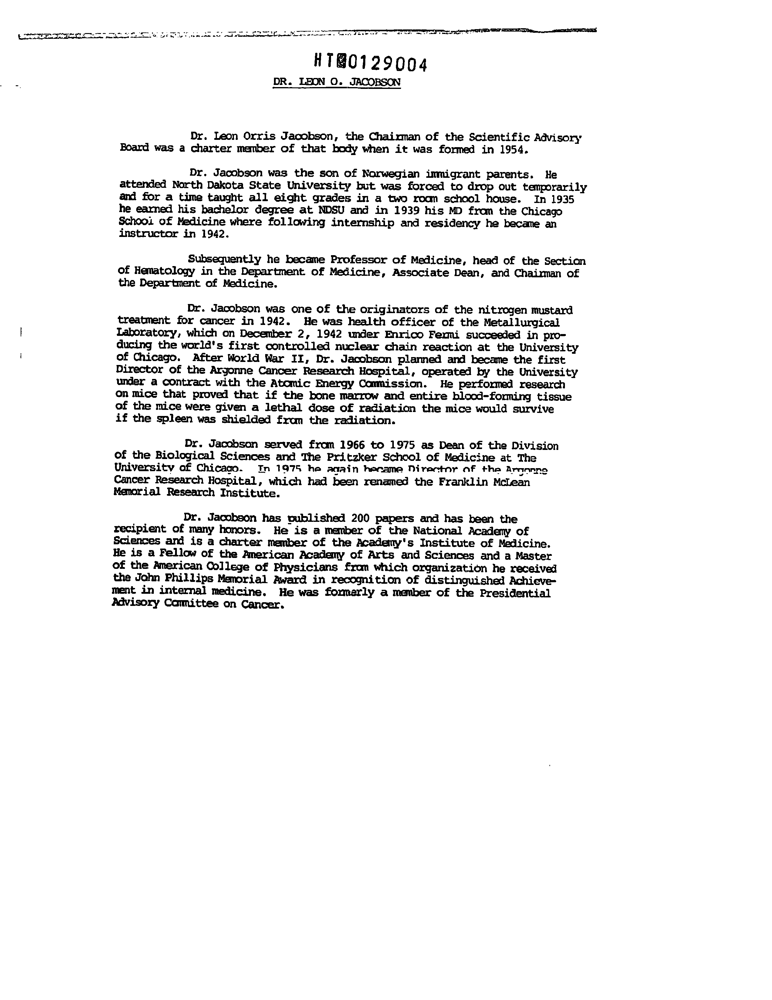 HT00129004
DR. LEON O. JACOBSON
Dr. Leon Orris Jacobson, the Chairman of the Scientific Advisory
Board was a charter member of that body when it was formed in 1954.
Dr. Jacobson was the son of Norwegian immigrant parents. He
attended North Dakota State University but was forced to drop out temporarily
and for a time taught all eight grades in a two room school house. In 1935
he earned his bachelor degree at NDSU and in 1939 his MD from the Chicago
School of Medicine where following internship and residency he became an
instructor in 1942.
Subsequently he became Professor of Medicine, head of the Section
of Hematology in the Department of Medicine, Associate Dean, and Chairman of
the Department of Medicine.
Dr. Jacobson was one of the originators of the nitrogen mustard
treatment for cancer in 1942. He was health officer of the Metallurgical
Laboratory, which on December 2, 1942 under Enrico Fermi succeeded in pro-
ducing the world's first controlled nuclear chain reaction at the University
of Chicago. After World War II, Dr. Jacobson planned and became the first
Director of the Argonne Cancer Research Hospital, operated by the University
under a contract with the Atomic Energy Commission. He performed research
on mice that proved that if the bone marrow and entire blood-forming tissue
of the mice were given a lethal dose of radiation the mice would survive
if the spleen was shielded from the radiation.
Dr. Jacobson served from 1966 to 1975 as Dean of the Division
of the Biological Sciences and The Pritzker School of Medicine at The
University of Chicago. In 1975 he again became Director of the Argonne
Cancer Research Hospital, which had been renamed the Franklin McLean
Memorial Research Institute.
Dr. Jacobson has published 200 papers and has been the
recipient of many honors. He is a member of the National Academy of
Sciences and is a charter member of the Academy's Institute of Medicine.
He is a Fellow of the American Academy of Arts and Sciences and a Master
of the American College of Physicians from which organization he received
the John Phillips Memorial Award in recognition of distinguished Achieve-
ment in internal medicine. He was formarly a member of the Presidential
Advisory Committee on Cancer.